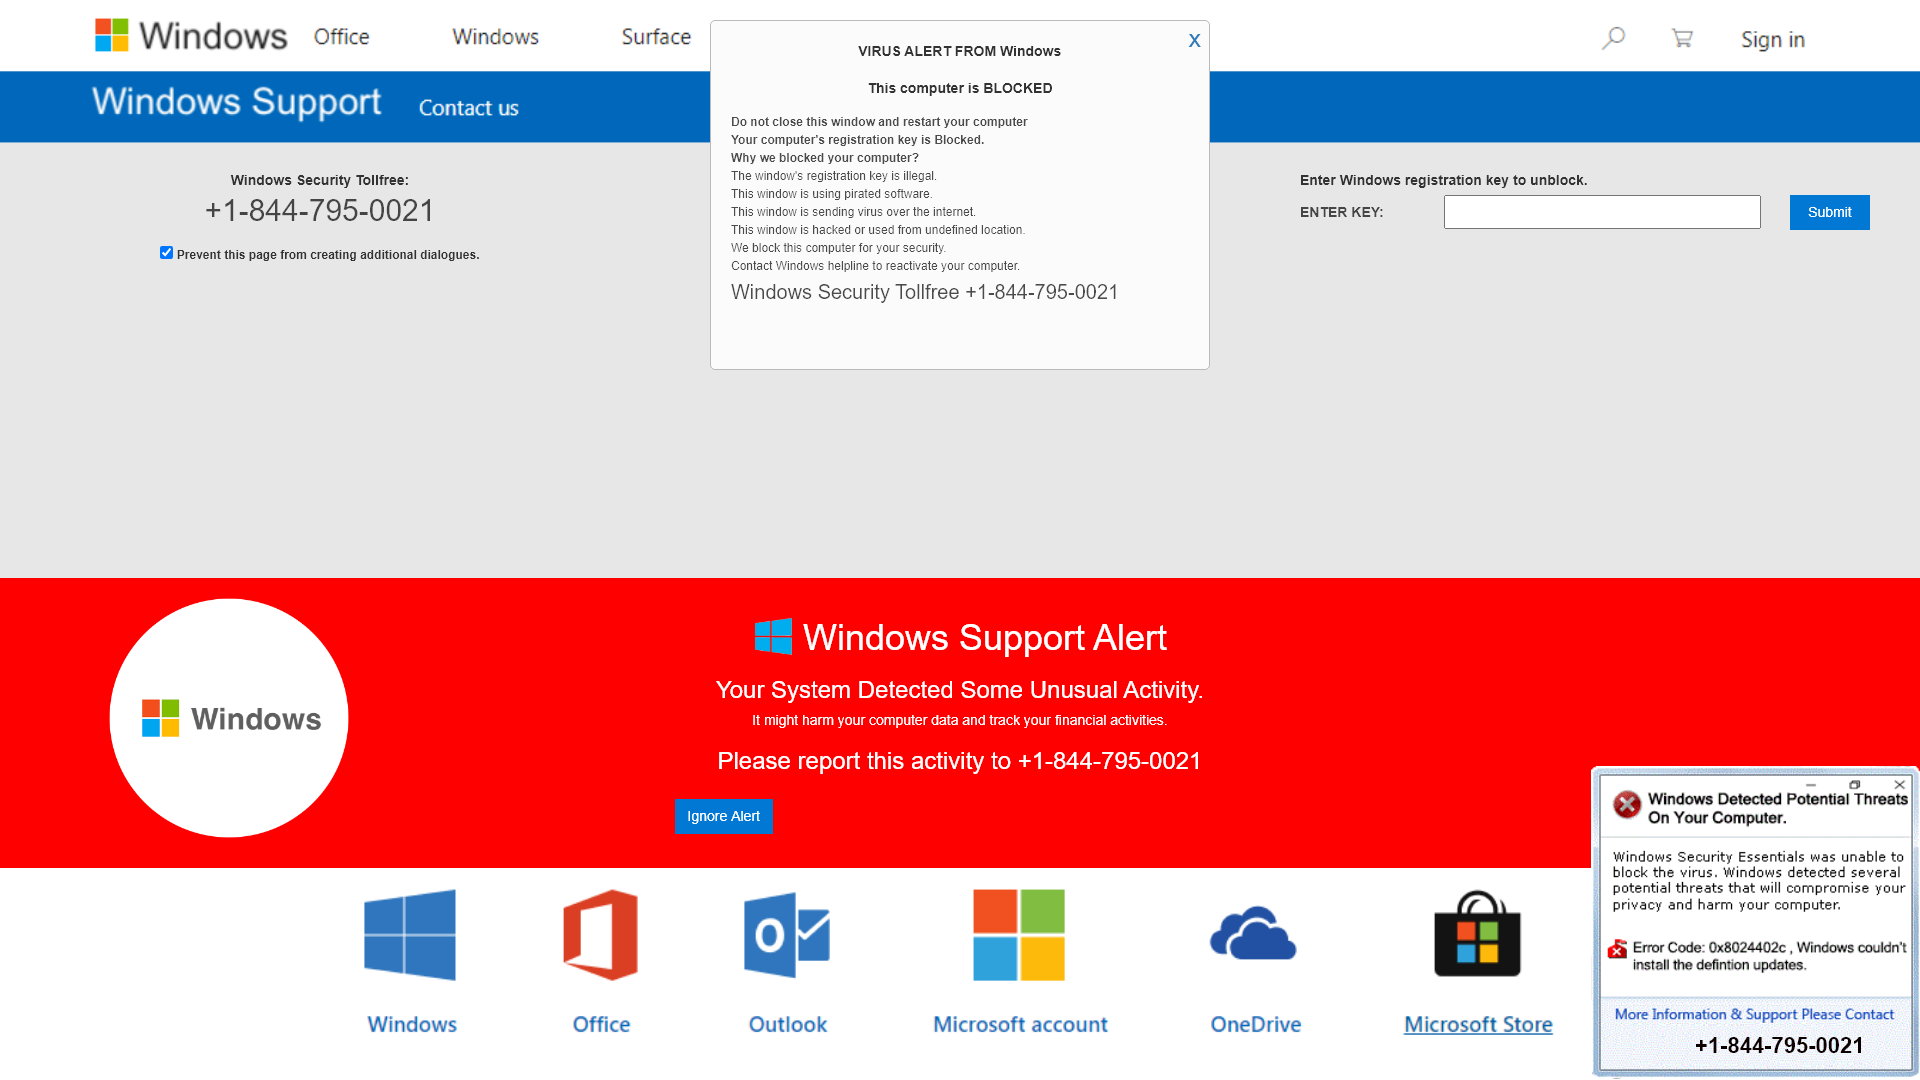 Windows
Office
Windows
Surface
Sign in
Windows Support
Contact us
X
VIRUS ALERT FROM Windows
This computer is BLOCKED
Do not close this window and restart your computer
Your computer's registration key is Blocked.
Why we blocked your computer?
The window's registration key is illegal.
This window is using pirated software.
This window is sending virus over the internet.
This window is hacked or used from undefined location.
We block this computer for your security.
Contact Windows helpline to reactivate your computer.
Windows Security Tollfree +1-844-795-0021
Windows Security Tollfree:
+1-844-795-0021
Prevent this page from creating additional dialogues.
Enter Windows registration key to unblock.
ENTER KEY:
Submit
Windows
Windows Support Alert
Your System Detected Some Unusual Activity.
It might harm your computer data and track your financial activities.
Please report this activity to +1-844-795-0021
Ignore Alert
Windows Detected Potential Threats
On Your Computer.
Windows Security Essentials was unable to
block the virus. Windows detected several
potential threats that will compromise your
privacy and harm your computer.
Error Code: 0x8024402c , Windows couldn't
install the defintion updates.
More Information & Support Please Contact
+1-844-795-0021
Windows
Office
Outlook
Microsoft account
OneDrive
Microsoft Store